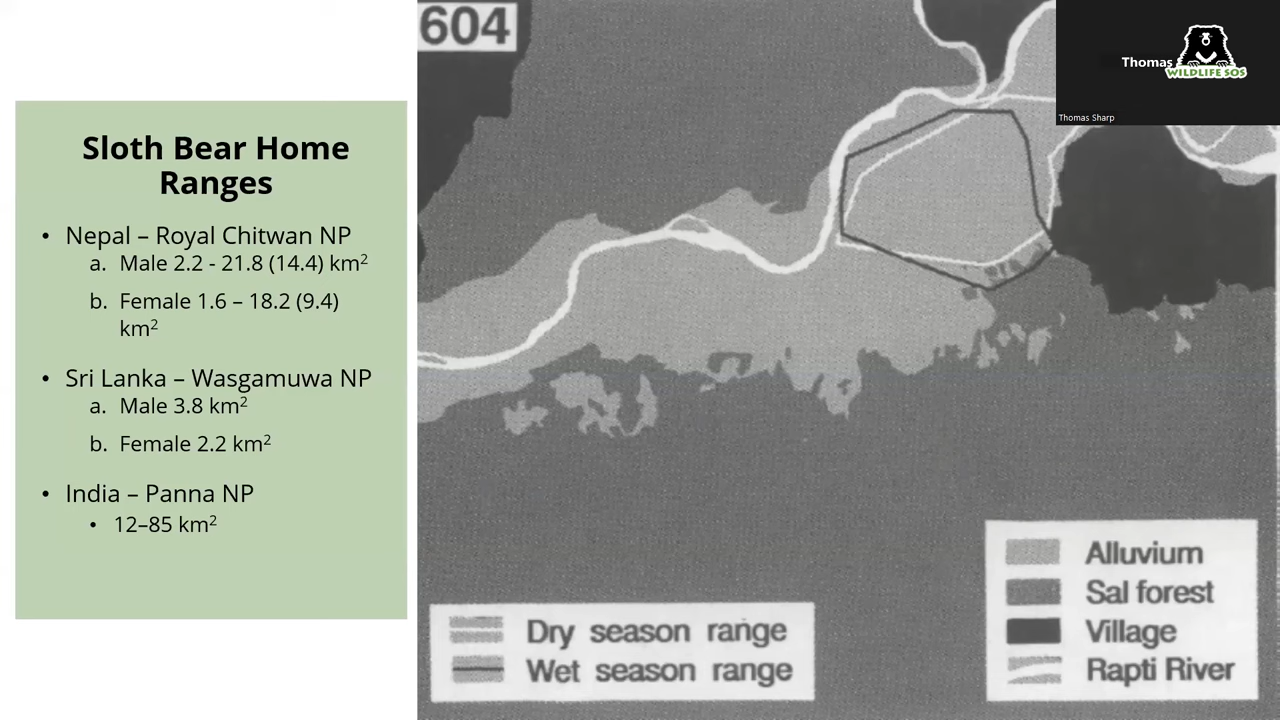 604
Thomas S
WILDLIFE SOS
Thomas Sharp
Sloth Bear Home
Ranges
• Nepal – Royal Chitwan NP
a. Male 2.2 - 21.8 (14.4) km²
b. Female 1.6 – 18.2 (9.4)
km²
• Sri Lanka – Wasgamuwa NP
a. Male 3.8 km²
b. Female 2.2 km²
• India – Panna NP
• 12–85 km²
Dry season range
Wet season range
Alluvium
Sal forest
Village
Rapti River